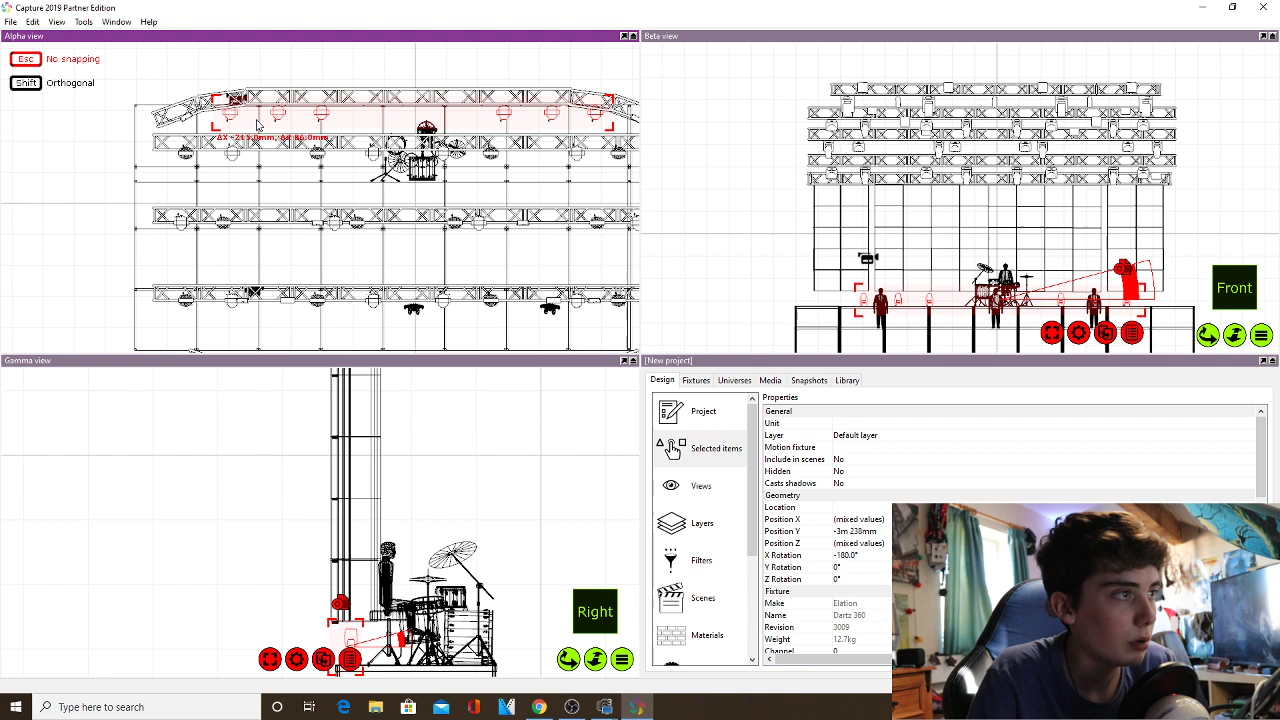 Capture 2019 Partner Edition
File Edit View Tools Window Help
Alpha view
Beta view
Esc No snapping
Shift Orthogonal
Front
Gamma view
[New project]
Right
Design Fixtures Universes Media Snapshots Library
Project
Selected items
Views
Layers
Filters
Scenes
Materials
Properties
General
Unit
Layer Default layer
Motion fixture
Include in scenes No
Hidden No
Casts shadows No
Geometry
Location
Position X (mixed values)
Position Y -3m 238mm
Position Z (mixed values)
X Rotation -180.0°
Y Rotation 0°
Z Rotation 0°
Fixture
Make Elation
Name Dartz 360
Revision 3009
Weight 12.7kg
Channel 0
Type here to search